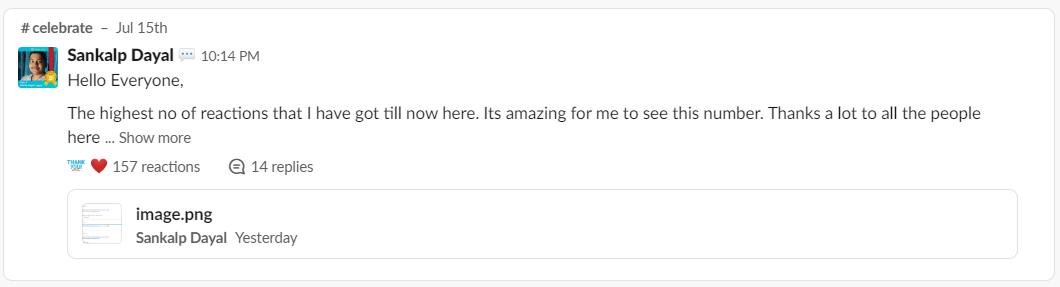 # celebrate – Jul 15th
Sankalp Dayal 10:14 PM
Hello Everyone,
The highest no of reactions that I have got till now here. Its amazing for me to see this number. Thanks a lot to all the people
here ... Show more
THANK YOU! 157 reactions 14 replies
image.png
Sankalp Dayal Yesterday